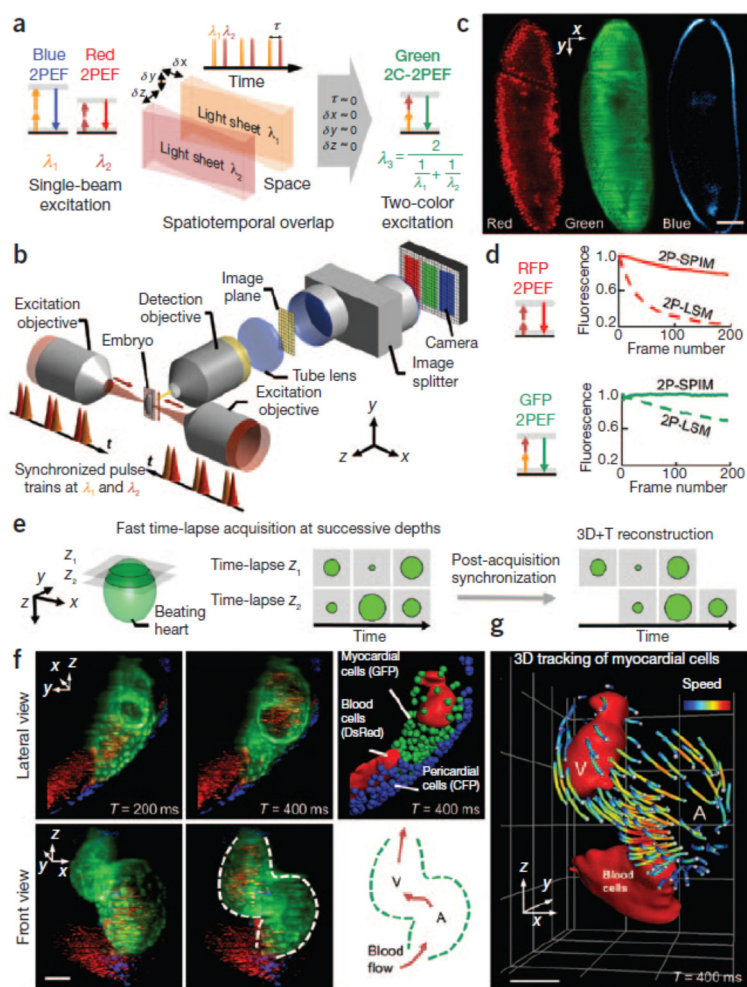 a
Blue
2PEF
Red
2PEF
λ1
λ2
Single-beam
excitation
λ1 λ2
τ
Time
δx
δy
δz
Light sheet λ1
Light sheet λ2
Space
Spatiotemporal overlap
τ ≈ 0
δx ≈ 0
δy ≈ 0
δz ≈ 0
Green
2C-2PEF
λ3 = 2
1 + 1
λ1 λ2
Two-color
excitation
b
Excitation
objective
Embryo
Detection
objective
Image
plane
Tube lens
Excitation
objective
Camera
Image
splitter
t
t
Synchronized pulse
trains at λ1 and λ2
y
z
x
c
x
y
Red
Green
Blue
d
RFP
2PEF
Fluorescence
1.0
0.6
0.2
2P-SPIM
2P-LSM
0 100 200
Frame number
GFP
2PEF
Fluorescence
1.0
0.6
0.2
2P-SPIM
2P-LSM
0 100 200
Frame number
e
Fast time-lapse acquisition at successive depths
z1
z2
y
x
z
Beating
heart
Time-lapse z1
Time-lapse z2
Time
Post-acquisition
synchronization
3D+T reconstruction
Time
f
Lateral view
x
z
y
T = 200 ms
T = 400 ms
Myocardial
cells (GFP)
Blood
cells
(DsRed)
Pericardial
cells (CFP)
T = 400 ms
Front view
z
y
x
V
A
Blood
flow
g
3D tracking of myocardial cells
Speed
V
A
Blood
cells
z
y
x
T = 400 ms